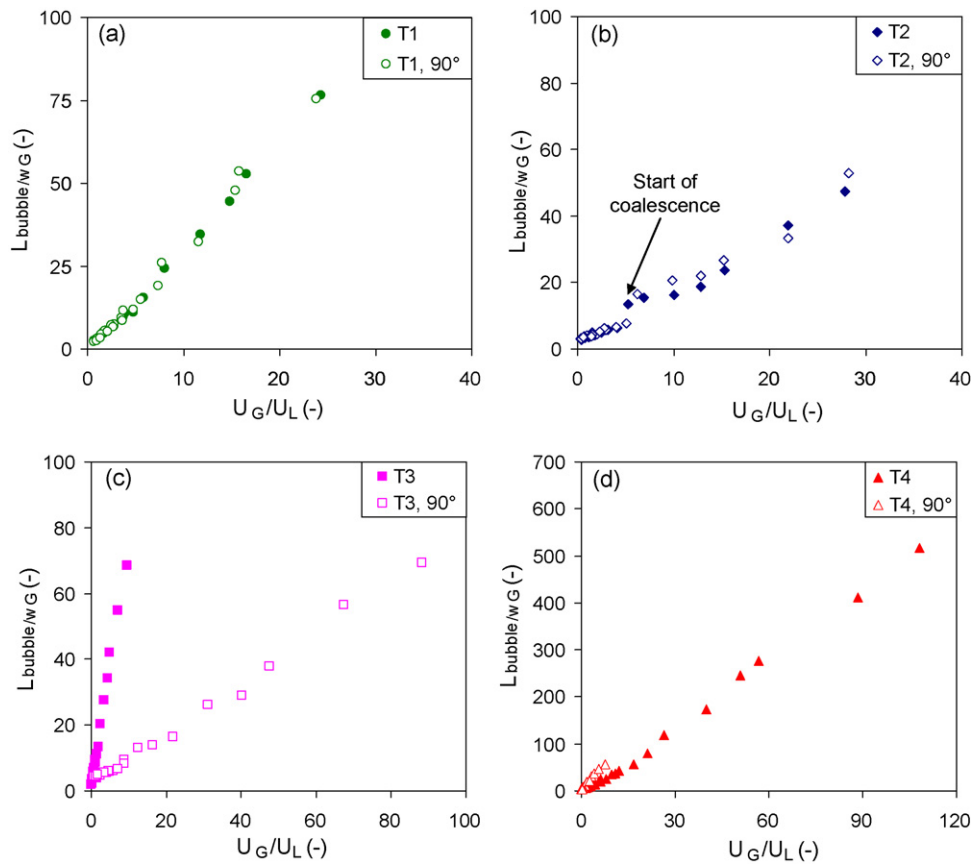 (a)
T1
T1, 90°
100
75
50
25
0
L bubble/w G (-)
0 10 20 30 40
U G/U L (-)
(b)
T2
T2, 90°
Start of
coalescence
100
80
60
40
20
0
L bubble/w G (-)
0 10 20 30 40
U G/U L (-)
(c)
T3
T3, 90°
100
80
60
40
20
0
L bubble/w G (-)
0 20 40 60 80 100
U G/U L (-)
(d)
T4
T4, 90°
700
600
500
400
300
200
100
0
L bubble/w G (-)
0 30 60 90 120
U G/U L (-)